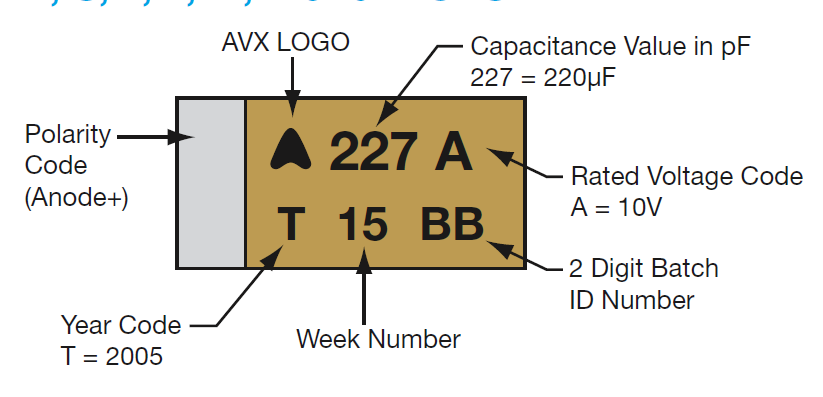 AVX LOGO
Capacitance Value in pF
227 = 220µF
Polarity
Code
(Anode+)
227 A
Rated Voltage Code
A = 10V
T 15 BB
2 Digit Batch
ID Number
Year Code
T = 2005
Week Number